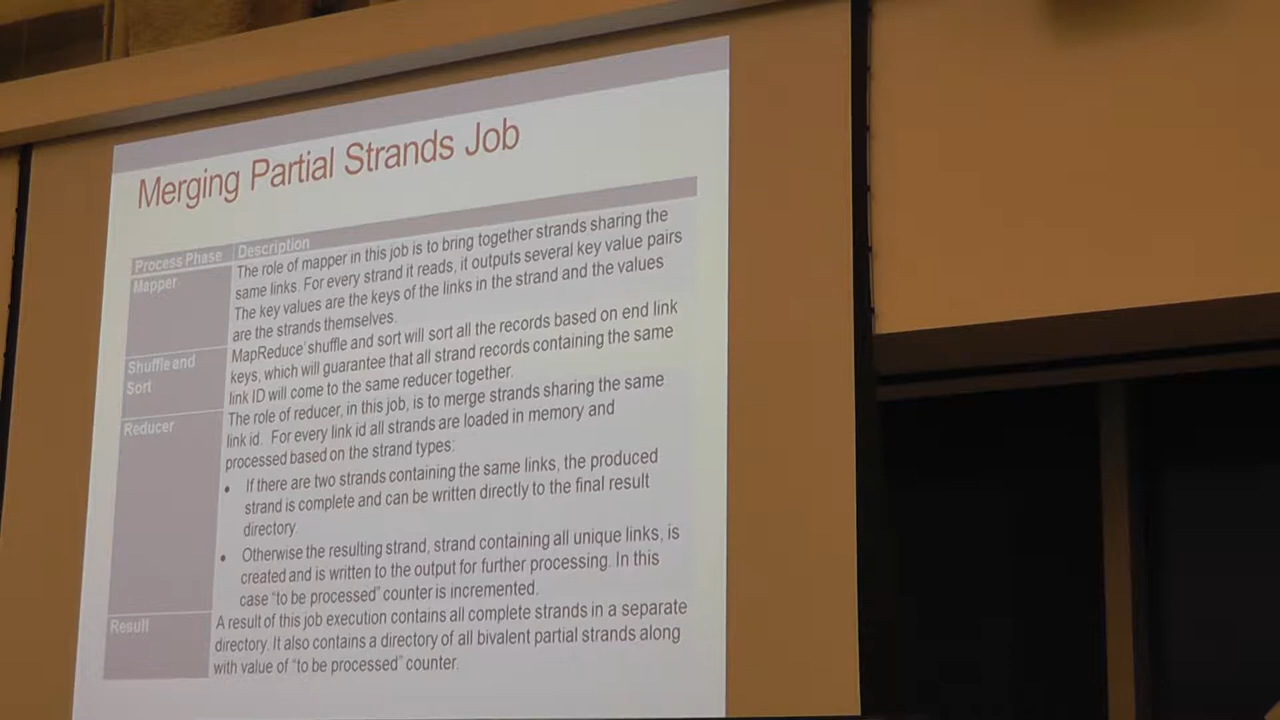 Merging Partial Strands Job
Process Phase Description
Mapper
The role of mapper in this job is to bring together strands sharing the
same links. For every strand it reads, it outputs several key value pairs
The key values are the keys of the links in the strand and the values
are the strands themselves.
Shuffle and
Sort
MapReduce' shuffle and sort will sort all the records based on end link
keys, which will guarantee that all strand records containing the same
link ID will come to the same reducer together.
Reducer
The role of reducer, in this job, is to merge strands sharing the same
link id. For every link id all strands are loaded in memory and
processed based on the strand types:
• If there are two strands containing the same links, the produced
strand is complete and can be written directly to the final result
directory.
• Otherwise the resulting strand, strand containing all unique links, is
created and is written to the output for further processing. In this
case "to be processed" counter is incremented.
Result
A result of this job execution contains all complete strands in a separate
directory. It also contains a directory of all bivalent partial strands along
with value of "to be processed" counter.